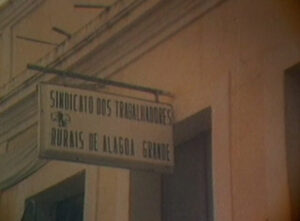 SINDICATO DOS TRABALHADORES
RURAIS DE ALAGOA GRANDE